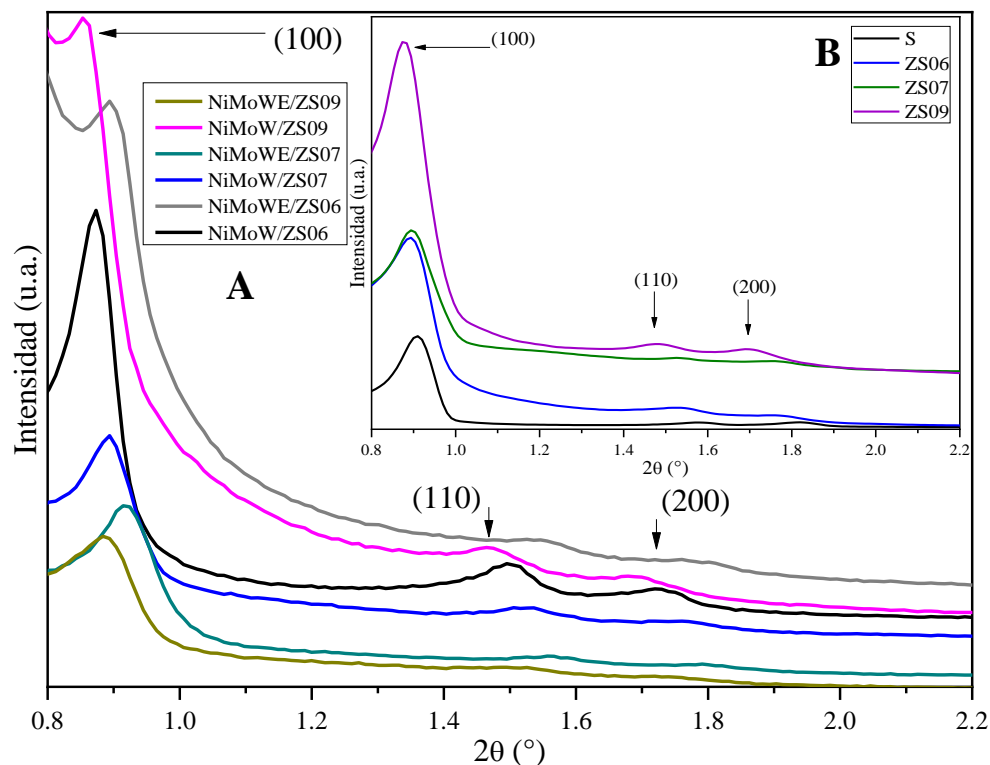 (100)
NiMoWE/ZS09
NiMoW/ZS09
NiMoWE/ZS07
NiMoW/ZS07
NiMoWE/ZS06
NiMoW/ZS06
A
(110)
(200)
Intensidad (u.a.)
0.8 1.0 1.2 1.4 1.6 1.8 2.0 2.2
2θ (°)
B
(100)
S
ZS06
ZS07
ZS09
(110)
(200)
Intensidad (u.a.)
0.8 1.0 1.2 1.4 1.6 1.8 2.0 2.2
2θ (°)